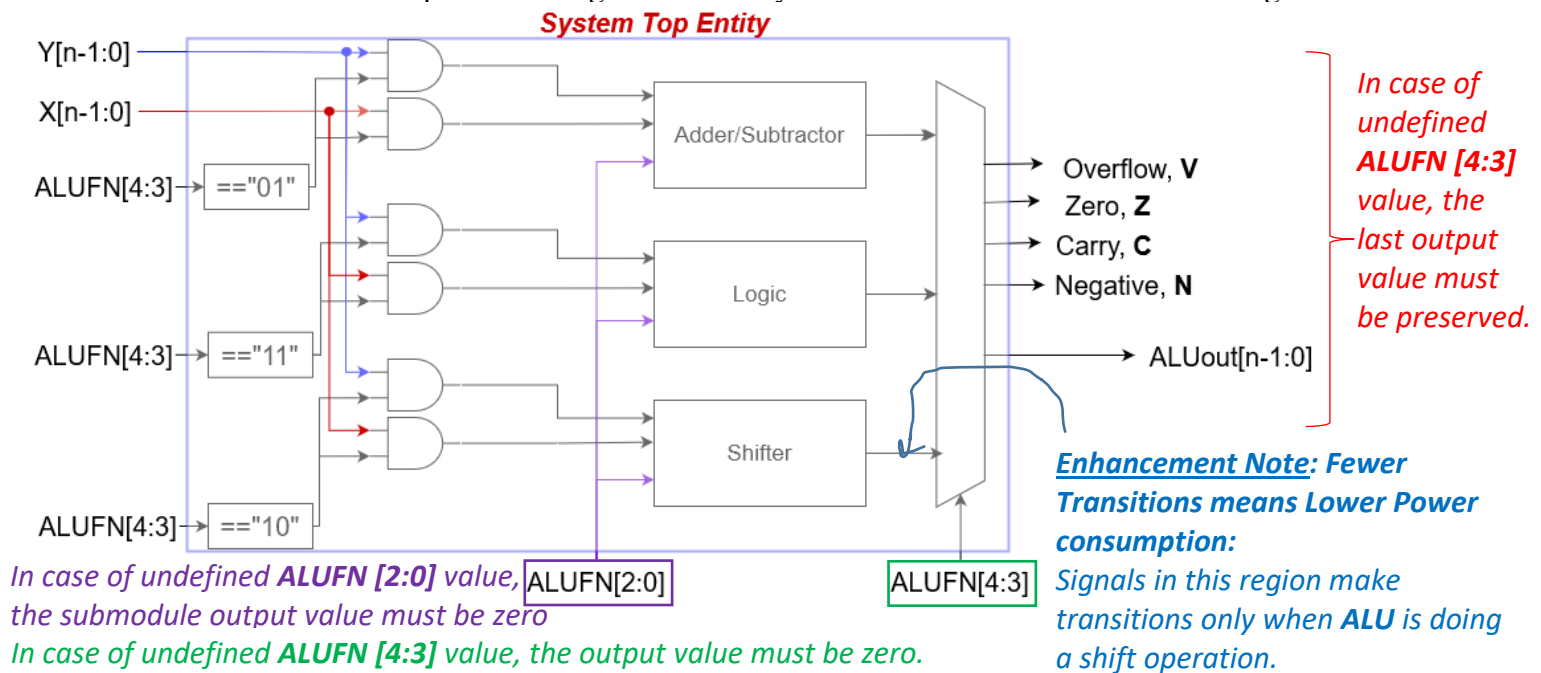 System Top Entity
Y[n-1:0]
X[n-1:0]
ALUFN[4:3]
=="01"
ALUFN[4:3]
=="11"
ALUFN[4:3]
=="10"
Adder/Subtractor
Logic
Shifter
Overflow, V
Zero, Z
Carry, C
Negative, N
ALUout[n-1:0]
In case of
undefined
ALUFN [4:3]
value, the
last output
value must
be preserved.
Enhancement Note: Fewer
Transitions means Lower Power
consumption:
Signals in this region make
transitions only when ALU is doing
a shift operation.
In case of undefined ALUFN [2:0] value,
the submodule output value must be zero
ALUFN[2:0]
ALUFN[4:3]
In case of undefined ALUFN [4:3] value, the output value must be zero.